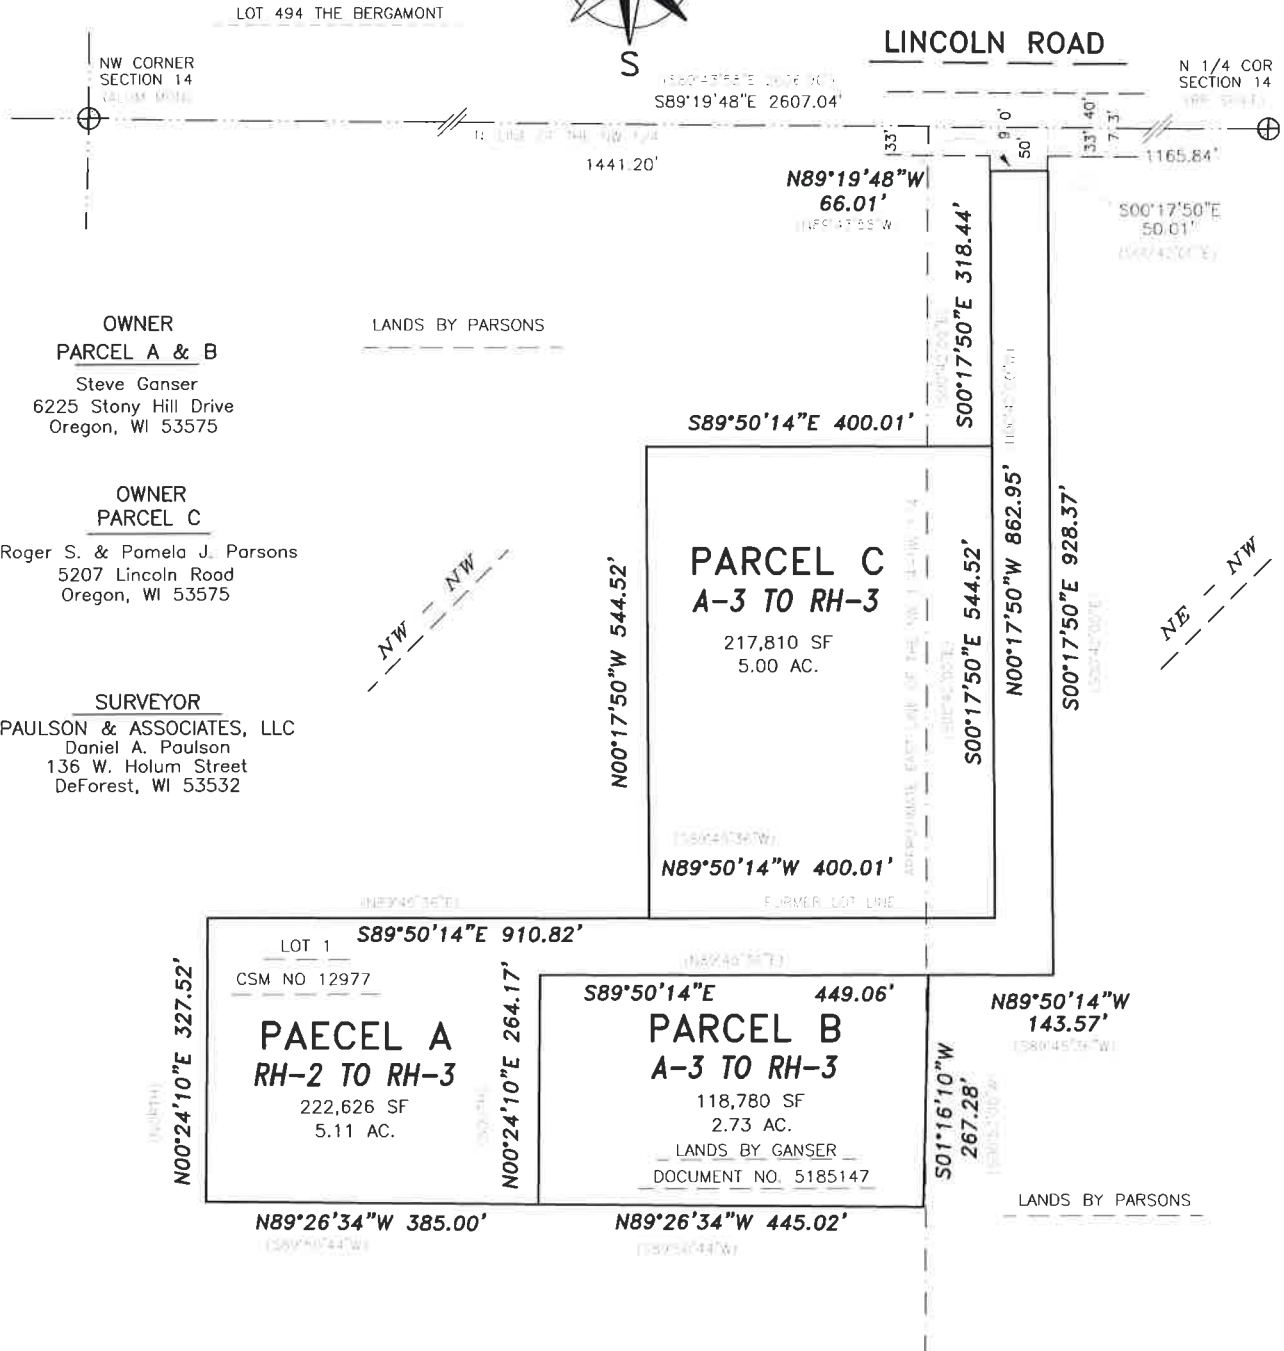 LOT 494 THE BERGAMONT
S
LINCOLN ROAD
NW CORNER
SECTION 14
N 1/4 COR
SECTION 14
S89°19'48"E 2607.04'
N LINE OF THE NW 1/4
1441.20'
33'
50'
33'
40'
1165.84'
N89°19'48"W
66.01'
S00°17'50"E
50.01'
S00°17'50"E 318.44'
OWNER
PARCEL A & B
Steve Ganser
6225 Stony Hill Drive
Oregon, WI 53575
LANDS BY PARSONS
S89°50'14"E 400.01'
OWNER
PARCEL C
Roger S. & Pamela J. Parsons
5207 Lincoln Road
Oregon, WI 53575
NW - NW
N00°17'50"W 544.52'
PARCEL C
A-3 TO RH-3
217,810 SF
5.00 AC.
S00°17'50"E 544.52'
N00°17'50"W 862.95'
S00°17'50"E 928.37'
NE - NW
SURVEYOR
PAULSON & ASSOCIATES, LLC
Daniel A. Paulson
136 W. Holum Street
DeForest, WI 53532
N89°50'14"W 400.01'
FORMER LOT LINE
S89°50'14"E 910.82'
LOT 1
CSM NO 12977
N00°24'10"E 327.52'
PAECEL A
RH-2 TO RH-3
222,626 SF
5.11 AC.
N00°24'10"E 264.17'
S89°50'14"E 449.06'
PARCEL B
A-3 TO RH-3
118,780 SF
2.73 AC.
LANDS BY GANSER
DOCUMENT NO. 5185147
S01°16'10"W
267.28'
N89°50'14"W
143.57'
LANDS BY PARSONS
N89°26'34"W 385.00'
N89°26'34"W 445.02'